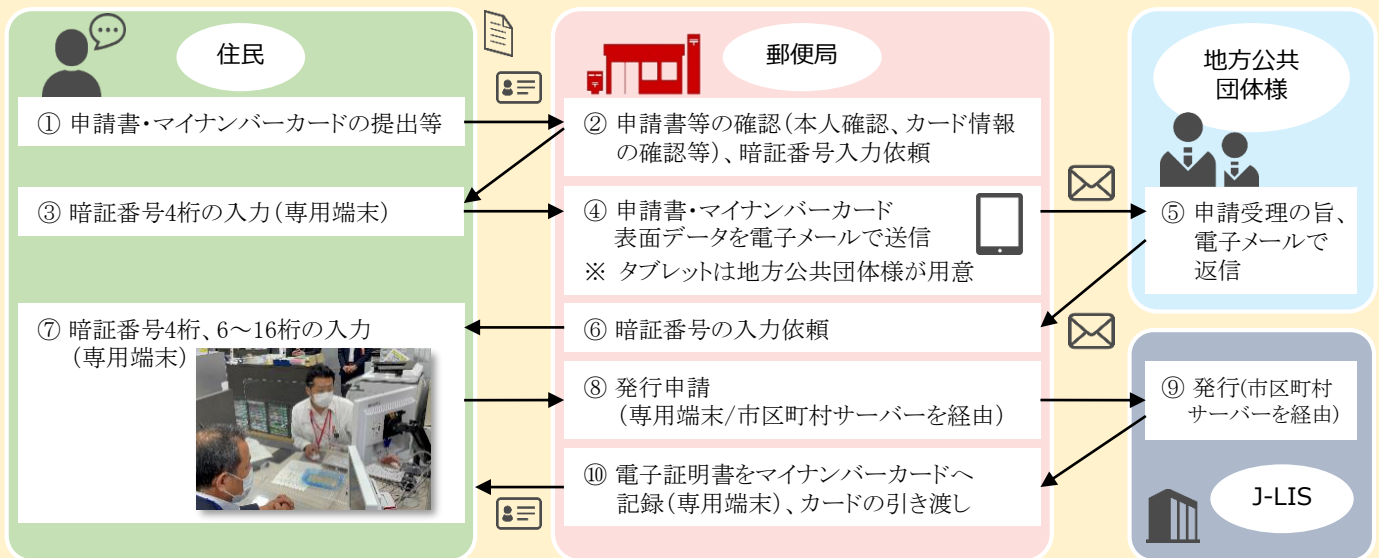 住民
① 申請書・マイナンバーカードの提出等
③ 暗証番号4桁の入力(専用端末)
⑦ 暗証番号4桁、6～16桁の入力
(専用端末)
郵便局
② 申請書等の確認(本人確認、カード情報
の確認等)、暗証番号入力依頼
④ 申請書・マイナンバーカード
表面データを電子メールで送信
※ タブレットは地方公共団体様が用意
⑥ 暗証番号の入力依頼
⑧ 発行申請
(専用端末/市区町村サーバーを経由)
⑩ 電子証明書をマイナンバーカードへ
記録(専用端末)、カードの引き渡し
地方公共
団体様
⑤ 申請受理の旨、
電子メールで
返信
⑨ 発行(市区町村
サーバーを経由)
J-LIS